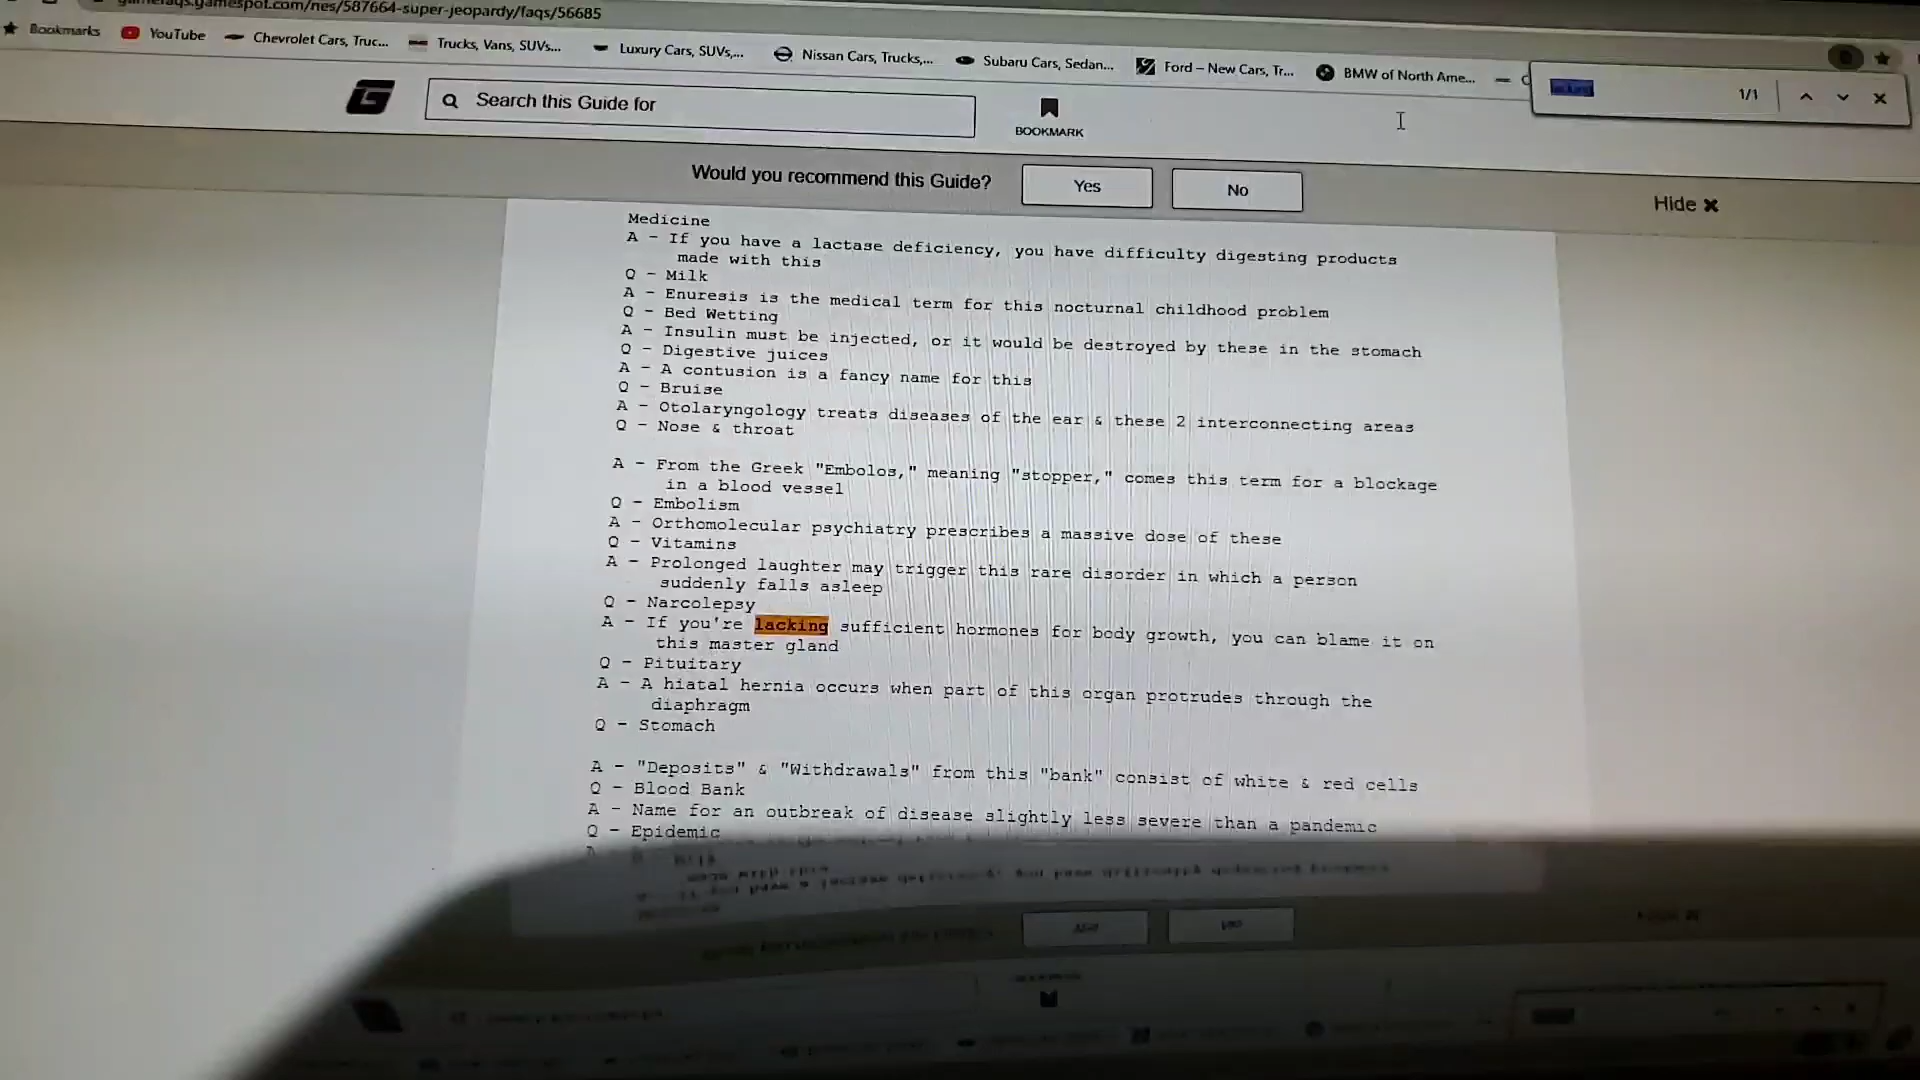 gamefaqs.gamespot.com/nes/587664-super-jeopardy/faqs/56685
Bookmarks YouTube Chevrolet Cars, Truc... Trucks, Vans, SUVs... Luxury Cars, SUVs,... Nissan Cars, Trucks,... Subaru Cars, Sedan... Ford – New Cars, Tr... BMW of North Ame...
lacking 1/1
Search this Guide for
BOOKMARK
Would you recommend this Guide? Yes No
Hide ✖
Medicine
A - If you have a lactase deficiency, you have difficulty digesting products
made with this
Q - Milk
A - Enuresis is the medical term for this nocturnal childhood problem
Q - Bed Wetting
A - Insulin must be injected, or it would be destroyed by these in the stomach
Q - Digestive juices
A - A contusion is a fancy name for this
Q - Bruise
A - Otolaryngology treats diseases of the ear & these 2 interconnecting areas
Q - Nose & throat
A - From the Greek "Embolos," meaning "stopper," comes this term for a blockage
in a blood vessel
Q - Embolism
A - Orthomolecular psychiatry prescribes a massive dose of these
Q - Vitamins
A - Prolonged laughter may trigger this rare disorder in which a person
suddenly falls asleep
Q - Narcolepsy
A - If you're lacking sufficient hormones for body growth, you can blame it on
this master gland
Q - Pituitary
A - A hiatal hernia occurs when part of this organ protrudes through the
diaphragm
Q - Stomach
A - "Deposits" & "Withdrawals" from this "bank" consist of white & red cells
Q - Blood Bank
A - Name for an outbreak of disease slightly less severe than a pandemic
Q - Epidemic